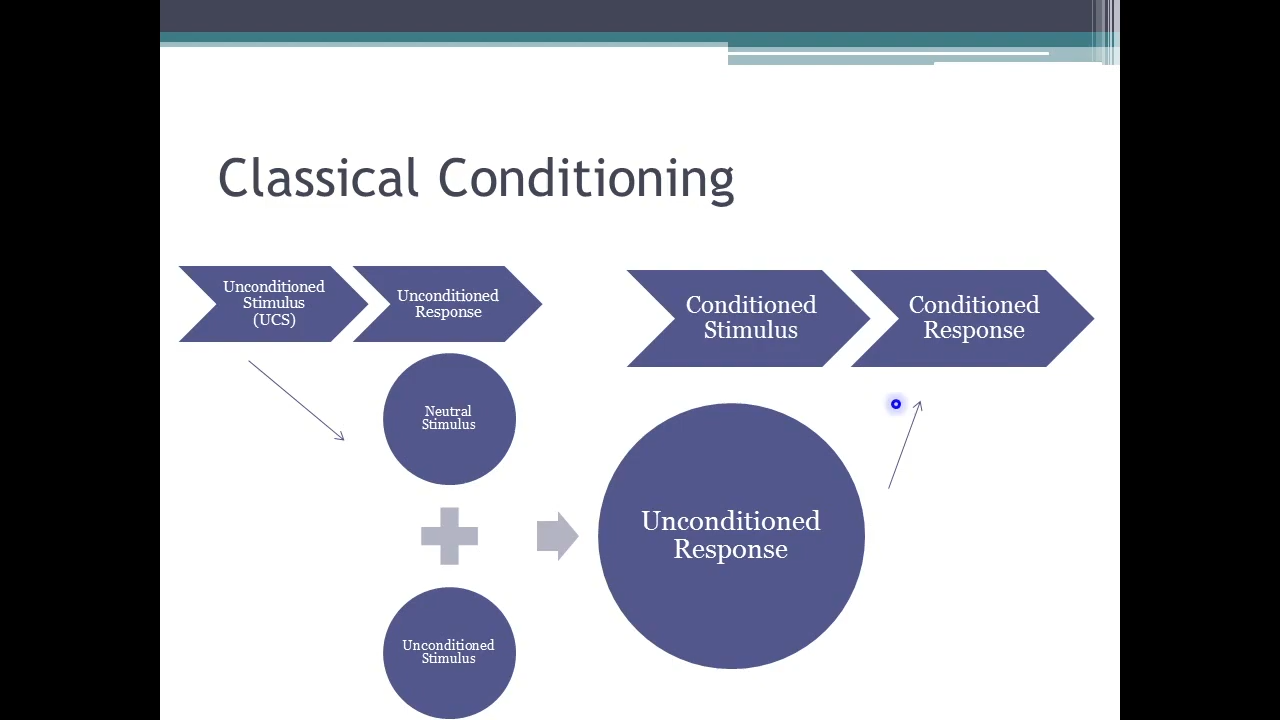 Classical Conditioning
Unconditioned
Stimulus
(UCS)
Unconditioned
Response
Conditioned
Stimulus
Conditioned
Response
Neutral
Stimulus
Unconditioned
Stimulus
Unconditioned
Response